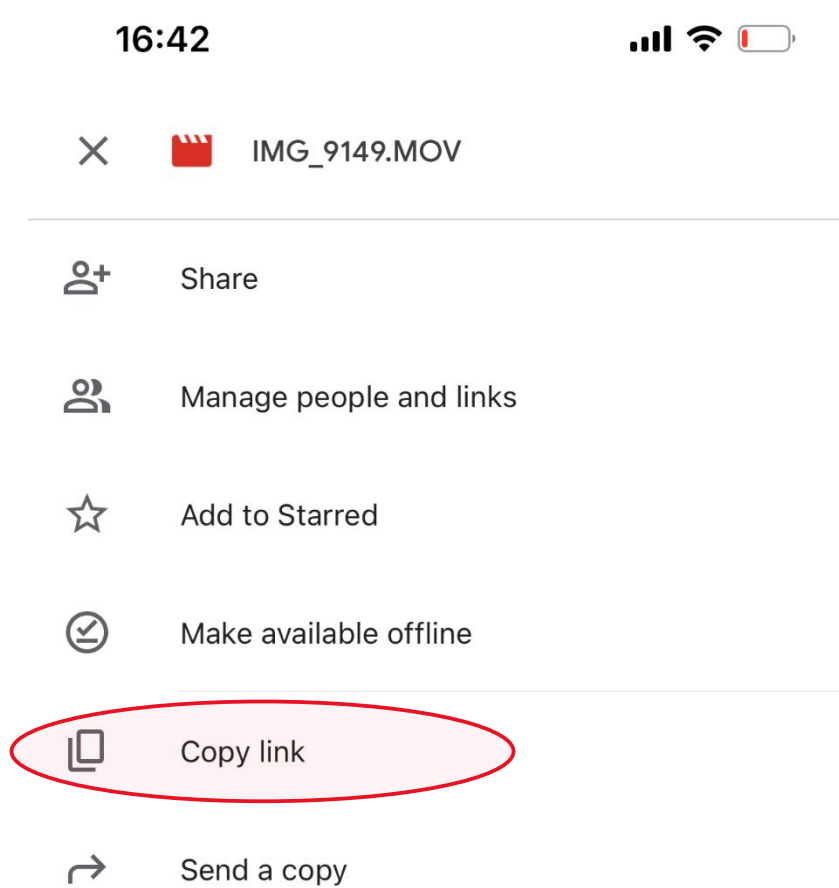 16:42
IMG_9149.MOV
Share
Manage people and links
Add to Starred
Make available offline
Copy link
Send a copy